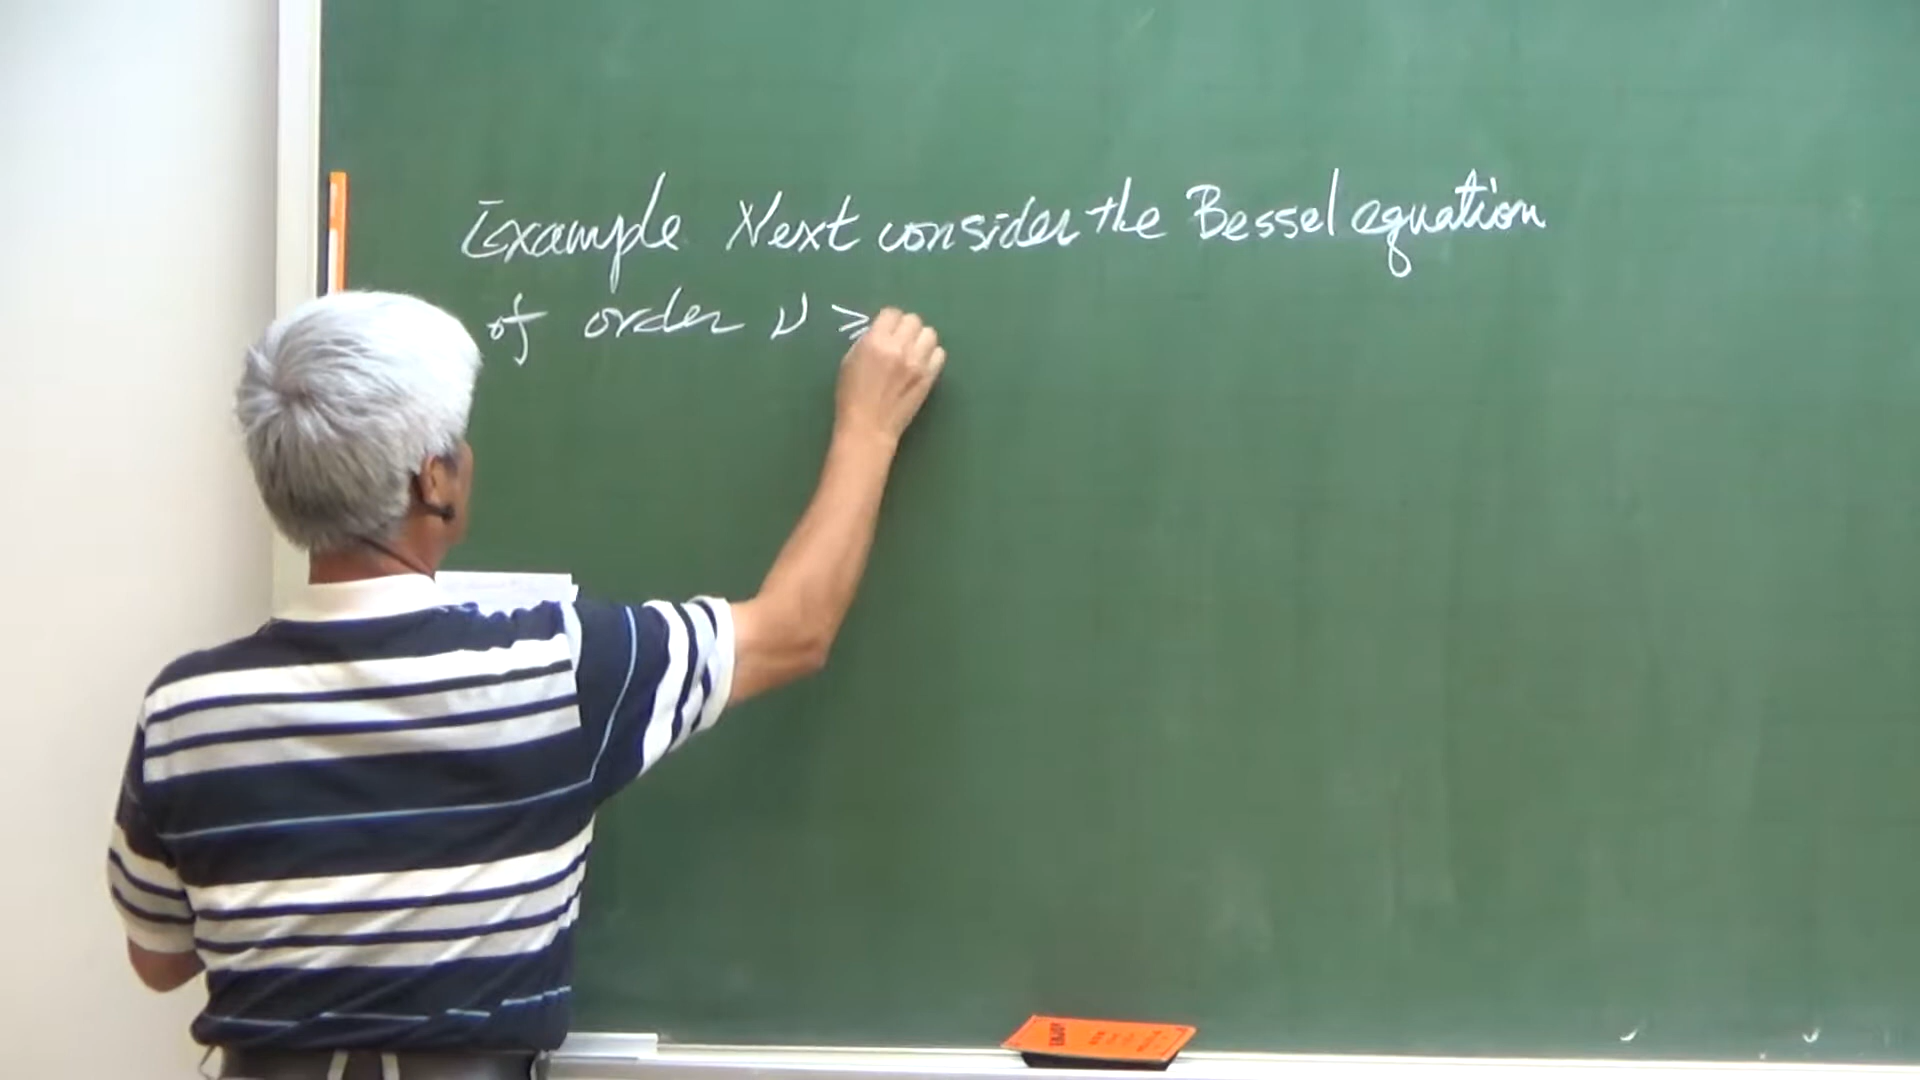 Example Next consider the Bessel equation
of order ν ≥